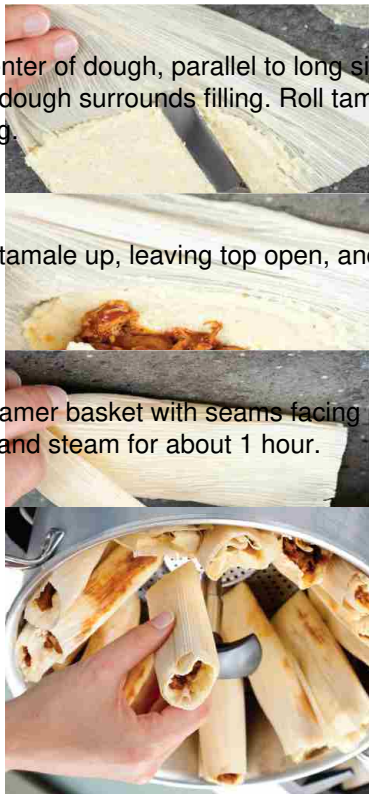 nter of dough, parallel to long si
dough surrounds filling. Roll tam
g.
tamale up, leaving top open, and
amer basket with seams facing
and steam for about 1 hour.